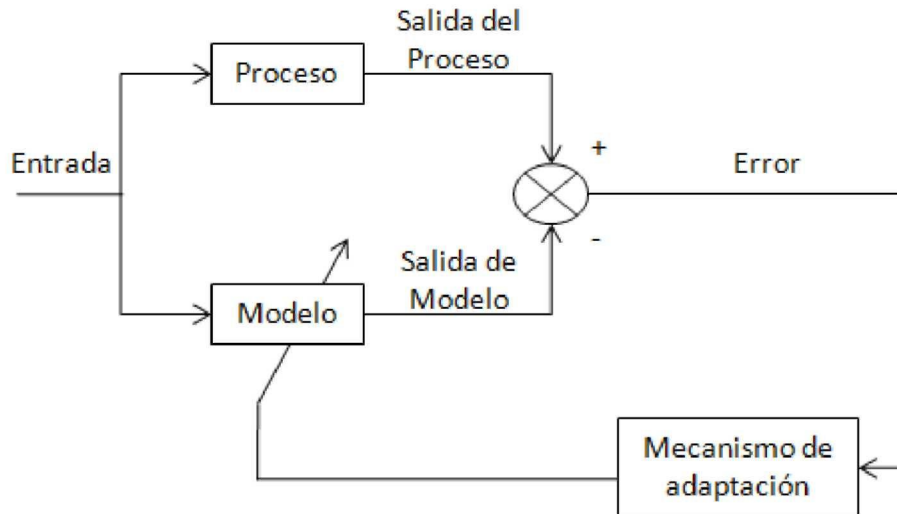 Salida del
Proceso
Proceso
+
Entrada
Error
-
Salida de
Modelo
Modelo
Mecanismo de
adaptación